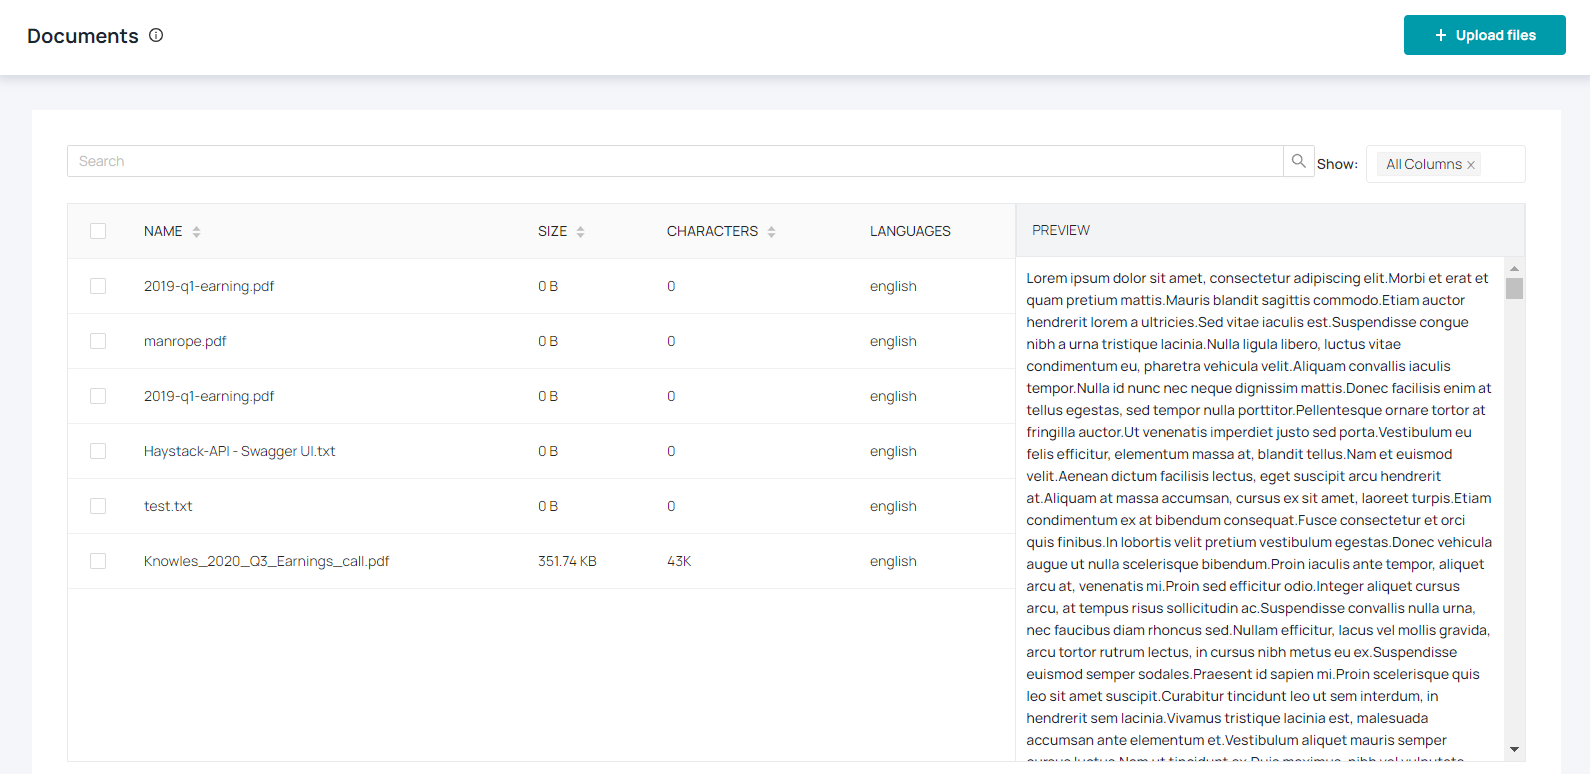 Documents
+ Upload files
Search
Show: All Columns ×
NAME SIZE CHARACTERS LANGUAGES
2019-q1-earning.pdf 0 B 0 english
manrope.pdf 0 B 0 english
2019-q1-earning.pdf 0 B 0 english
Haystack-API - Swagger UI.txt 0 B 0 english
test.txt 0 B 0 english
Knowles_2020_Q3_Earnings_call.pdf 351.74 KB 43K english
PREVIEW
Lorem ipsum dolor sit amet, consectetur adipiscing elit.Morbi et erat et
quam pretium mattis.Mauris blandit sagittis commodo.Etiam auctor
hendrerit lorem a ultricies.Sed vitae iaculis est.Suspendisse congue
nibh a urna tristique lacinia.Nulla ligula libero, luctus vitae
condimentum eu, pharetra vehicula velit.Aliquam convallis iaculis
tempor.Nulla id nunc nec neque dignissim mattis.Donec facilisis enim at
tellus egestas, sed tempor nulla porttitor.Pellentesque ornare tortor at
fringilla auctor.Ut venenatis imperdiet justo sed porta.Vestibulum eu
felis efficitur, elementum massa at, blandit tellus.Nam et euismod
velit.Aenean dictum facilisis lectus, eget suscipit arcu hendrerit
at.Aliquam at massa accumsan, cursus ex sit amet, laoreet turpis.Etiam
condimentum ex at bibendum consequat.Fusce consectetur et orci
quis finibus.In lobortis velit pretium vestibulum egestas.Donec vehicula
augue ut nulla scelerisque bibendum.Proin iaculis ante tempor, aliquet
arcu at, venenatis mi.Proin sed efficitur odio.Integer aliquet cursus
arcu, at tempus risus sollicitudin ac.Suspendisse convallis nulla urna,
nec faucibus diam rhoncus sed.Nullam efficitur, lacus vel mollis gravida,
arcu tortor rutrum lectus, in cursus nibh metus eu ex.Suspendisse
euismod semper sodales.Praesent id sapien mi.Proin scelerisque quis
leo sit amet suscipit.Curabitur tincidunt leo ut sem interdum, in
hendrerit sem lacinia.Vivamus tristique lacinia est, malesuada
accumsan ante elementum et.Vestibulum aliquet mauris semper